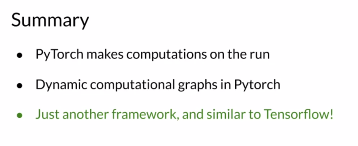 Summary
• PyTorch makes computations on the run
• Dynamic computational graphs in Pytorch
• Just another framework, and similar to Tensorflow!